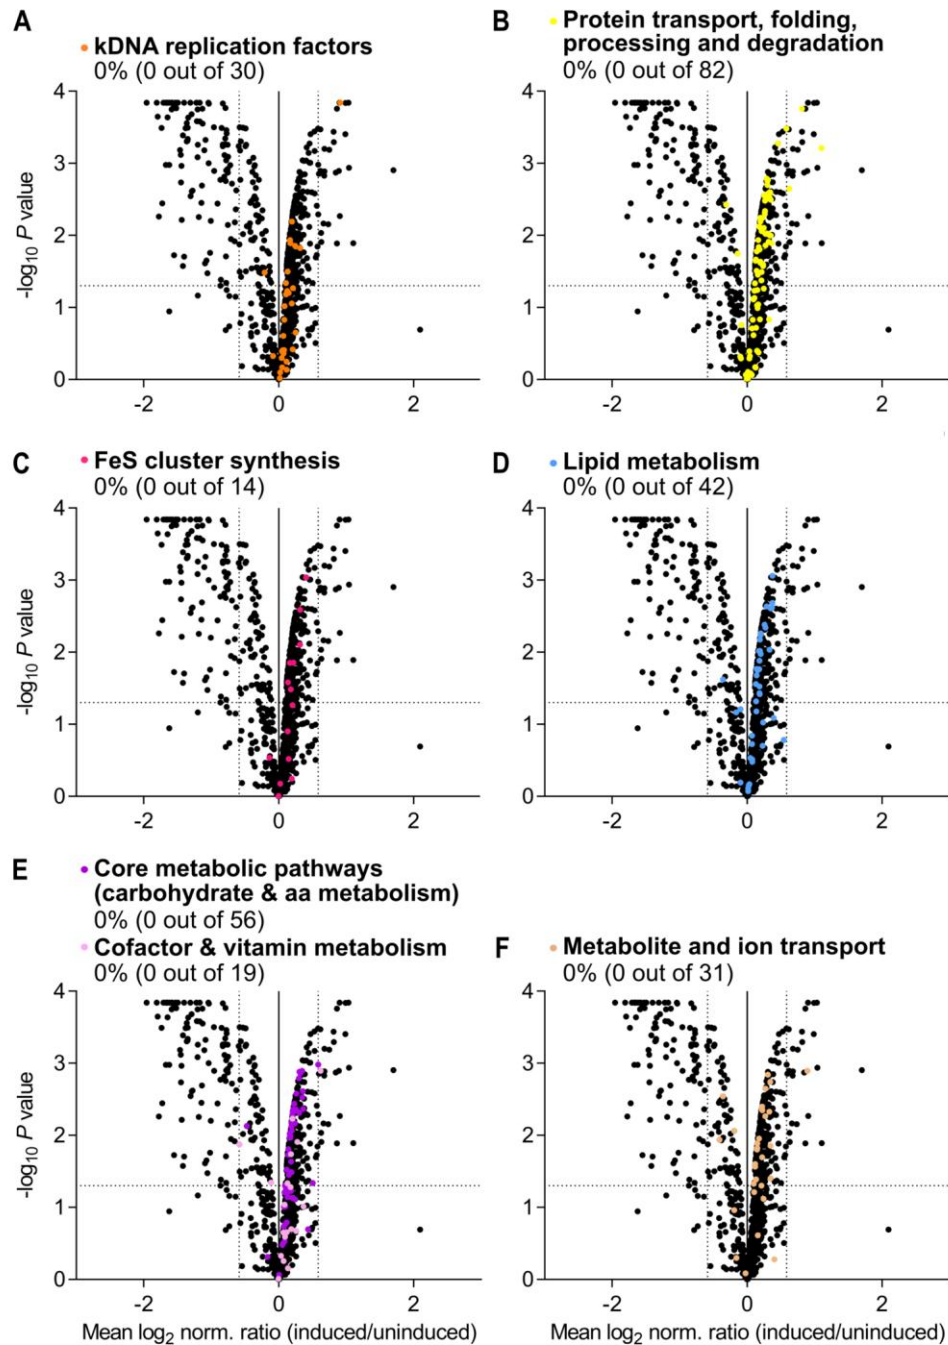 A
kDNA replication factors
0% (0 out of 30)
B
Protein transport, folding,
processing and degradation
0% (0 out of 82)
4
3
2
1
0
-log10 P value
-2
0
2
4
3
2
1
0
-2
0
2
C
FeS cluster synthesis
0% (0 out of 14)
D
Lipid metabolism
0% (0 out of 42)
4
3
2
1
0
-log10 P value
-2
0
2
4
3
2
1
0
-2
0
2
E
Core metabolic pathways
(carbohydrate & aa metabolism)
0% (0 out of 56)
Cofactor & vitamin metabolism
0% (0 out of 19)
F
Metabolite and ion transport
0% (0 out of 31)
4
3
2
1
0
-log10 P value
-2
0
2
Mean log2 norm. ratio (induced/uninduced)
4
3
2
1
0
-2
0
2
Mean log2 norm. ratio (induced/uninduced)